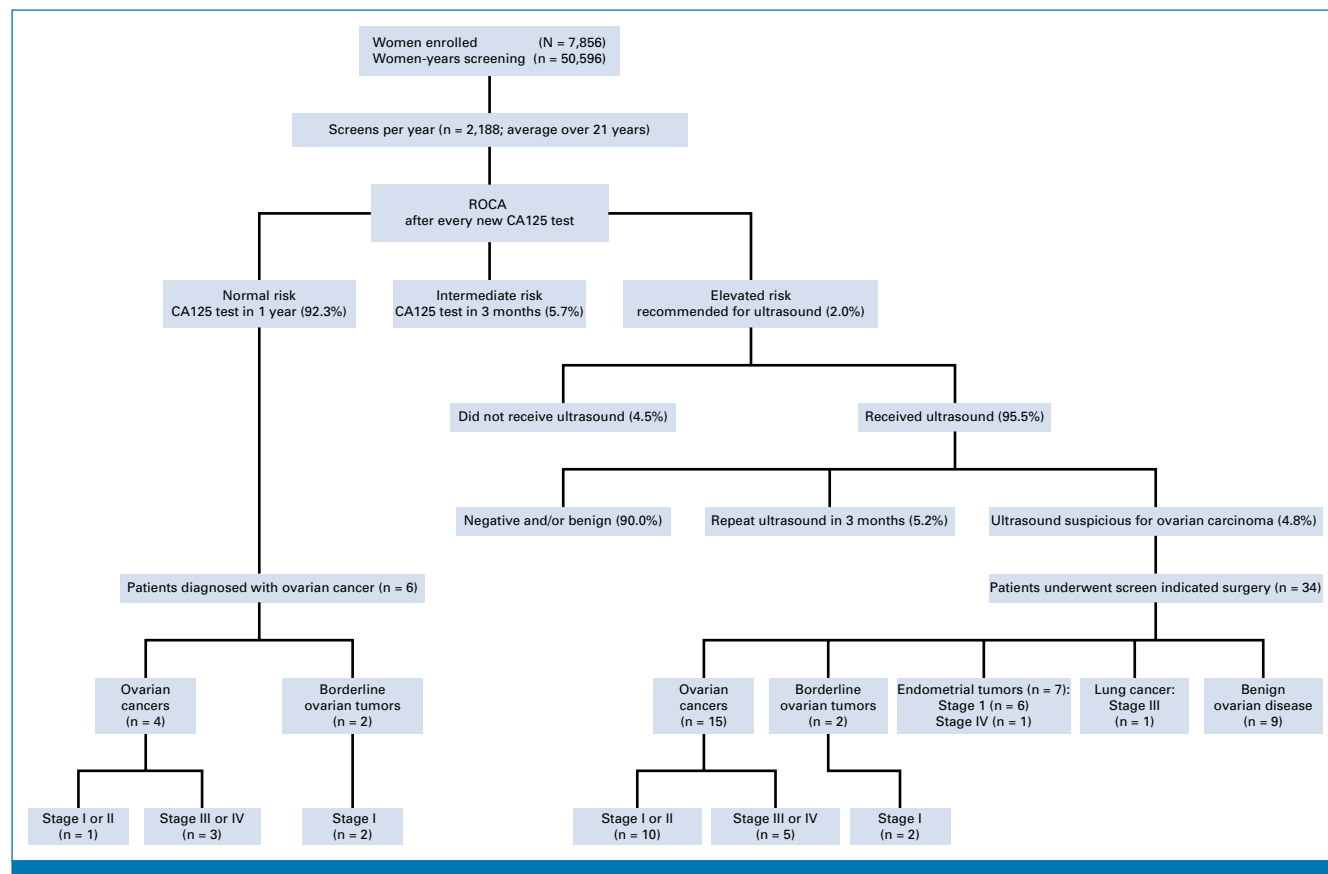 Women enrolled (N = 7,856)
Women-years screening (n = 50,596)
Screens per year (n = 2,188; average over 21 years)
ROCA
after every new CA125 test
Normal risk
CA125 test in 1 year (92.3%)
Intermediate risk
CA125 test in 3 months (5.7%)
Elevated risk
recommended for ultrasound (2.0%)
Did not receive ultrasound (4.5%)
Received ultrasound (95.5%)
Negative and/or benign (90.0%)
Repeat ultrasound in 3 months (5.2%)
Ultrasound suspicious for ovarian carcinoma (4.8%)
Patients diagnosed with ovarian cancer (n = 6)
Patients underwent screen indicated surgery (n = 34)
Ovarian
cancers
(n = 4)
Borderline
ovarian tumors
(n = 2)
Ovarian
cancers
(n = 15)
Borderline
ovarian tumors
(n = 2)
Endometrial tumors (n = 7):
Stage 1 (n = 6)
Stage IV (n = 1)
Lung cancer:
Stage III
(n = 1)
Benign
ovarian disease
(n = 9)
Stage I or II
(n = 1)
Stage III or IV
(n = 3)
Stage I
(n = 2)
Stage I or II
(n = 10)
Stage III or IV
(n = 5)
Stage I
(n = 2)